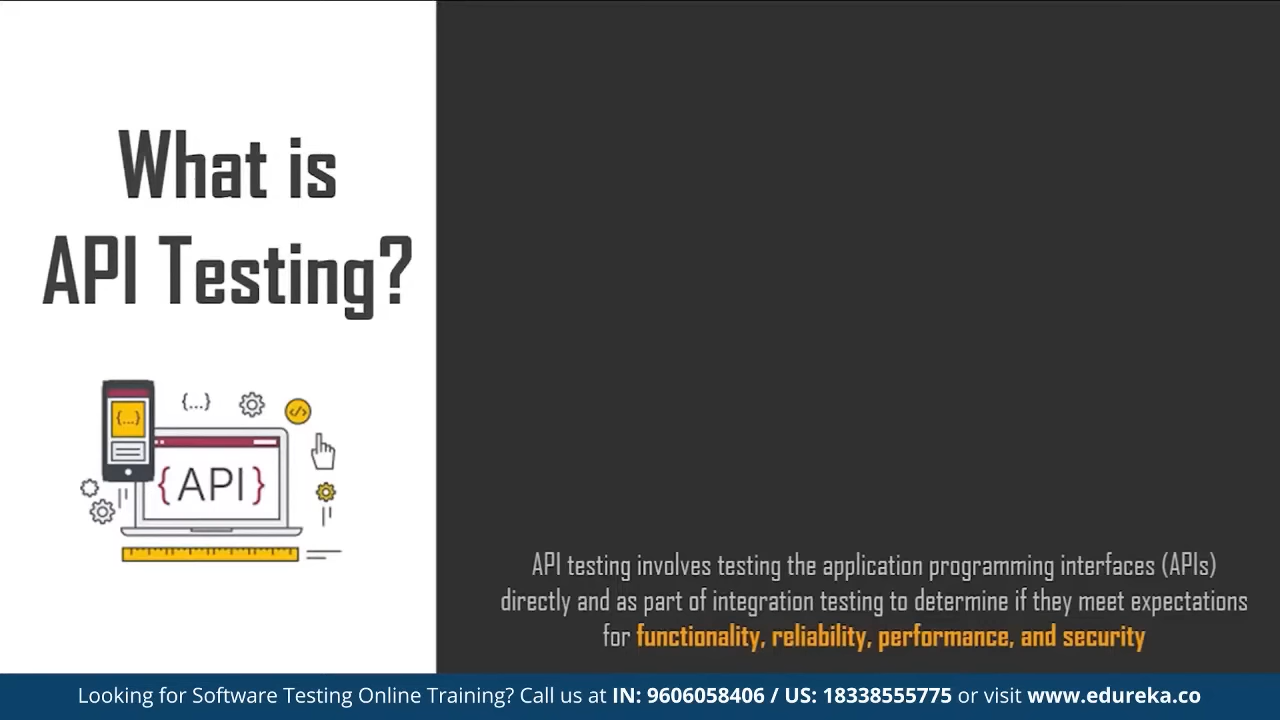 What is
API Testing?
{...}
</>
{...}
{API}
API testing involves testing the application programming interfaces (APIs)
directly and as part of integration testing to determine if they meet expectations
for functionality, reliability, performance, and security
Looking for Software Testing Online Training? Call us at IN: 9606058406 / US: 18338555775 or visit www.edureka.co